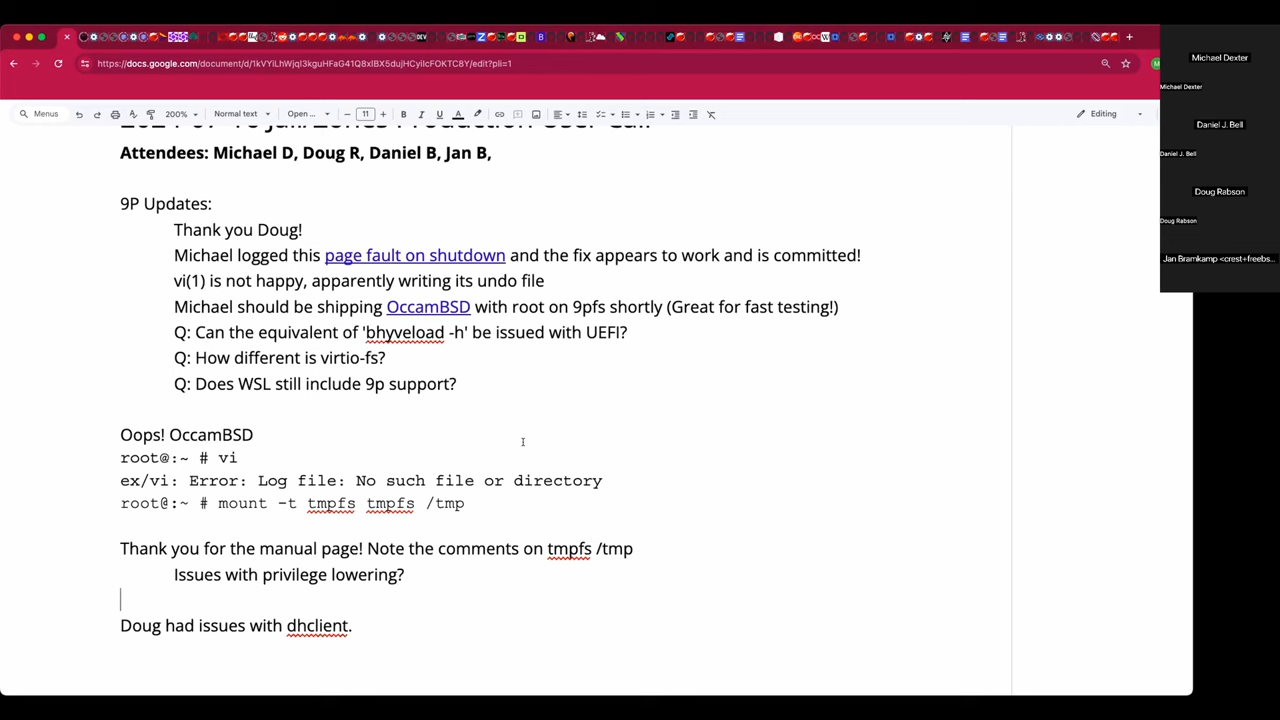 https://docs.google.com/document/d/1kVYiLhWjqI3kguHFaG41Q8xIBX5dujHCyiIcFOKTC8Y/edit?pli=1
Menus
200%
Normal text
Open ...
11
Editing
Attendees: Michael D, Doug R, Daniel B, Jan B,
9P Updates:
Thank you Doug!
Michael logged this page fault on shutdown and the fix appears to work and is committed!
vi(1) is not happy, apparently writing its undo file
Michael should be shipping OccamBSD with root on 9pfs shortly (Great for fast testing!)
Q: Can the equivalent of 'bhyveload -h' be issued with UEFI?
Q: How different is virtio-fs?
Q: Does WSL still include 9p support?
Oops! OccamBSD
root@:~ # vi
ex/vi: Error: Log file: No such file or directory
root@:~ # mount -t tmpfs tmpfs /tmp
Thank you for the manual page! Note the comments on tmpfs /tmp
Issues with privilege lowering?
Doug had issues with dhclient.
Michael Dexter
Michael Dexter
Daniel J. Bell
Daniel J. Bell
Doug Rabson
Doug Rabson
Jan Bramkamp <crest+freebs...